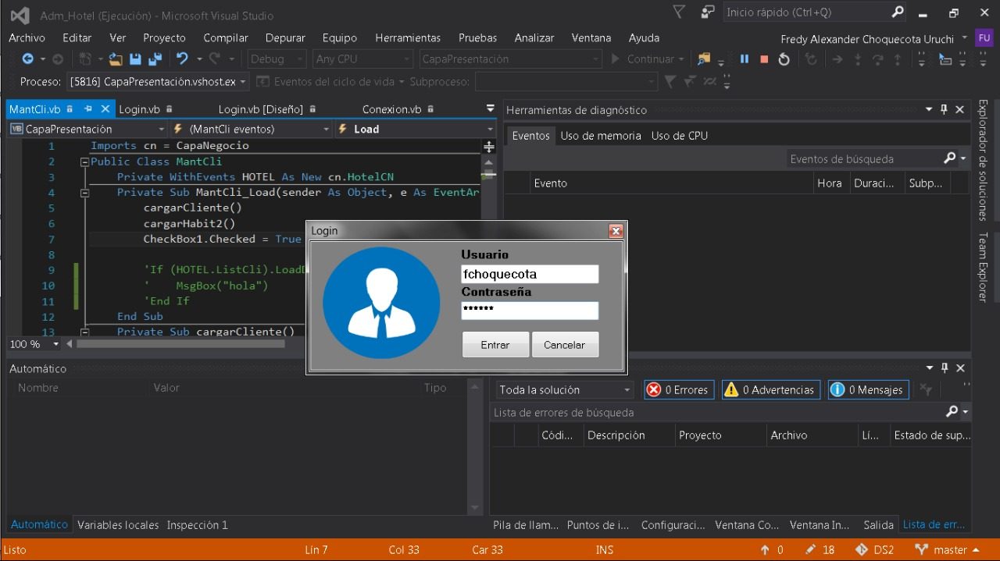 Adm_Hotel (Ejecución) - Microsoft Visual Studio
Inicio rápido (Ctrl+Q)
Archivo Editar Ver Proyecto Compilar Depurar Equipo Herramientas Pruebas Analizar Ventana Ayuda
Fredy Alexander Choquecota Uruchi FU
Debug Any CPU CapaPresentación Continuar
Proceso: [5816] CapaPresentación.vshost.ex Eventos del ciclo de vida Subproceso:
MantCli.vb Login.vb Login.vb [Diseño] Conexion.vb
CapaPresentación (MantCli eventos) Load
1 Imports cn = CapaNegocio
2 Public Class MantCli
3 Private WithEvents HOTEL As New cn.HotelCN
4 Private Sub MantCli_Load(sender As Object, e As EventAr
5 cargarCliente()
6 cargarHabit2()
7 CheckBox1.Checked = True
8
9 'If (HOTEL.ListCli).LoadD
10 ' MsgBox("hola")
11 'End If
12 End Sub
13 Private Sub cargarCliente()
100 %
Herramientas de diagnóstico
Eventos Uso de memoria Uso de CPU
Eventos de búsqueda
Evento Hora Duraci... Subp...
Explorador de soluciones
Team Explorer
Login
Usuario
fchoquecota
Contraseña
******
Entrar Cancelar
Automático
Nombre Valor Tipo
Automático Variables locales Inspección 1
Toda la solución 0 Errores 0 Advertencias 0 Mensajes
Lista de errores de búsqueda
Códi... Descripción Proyecto Archivo Lí... Estado de sup...
Pila de llam... Puntos de i... Configuraci... Ventana Co... Ventana In... Salida Lista de err...
Listo Lín 7 Col 33 Car 33 INS 0 18 DS2 master